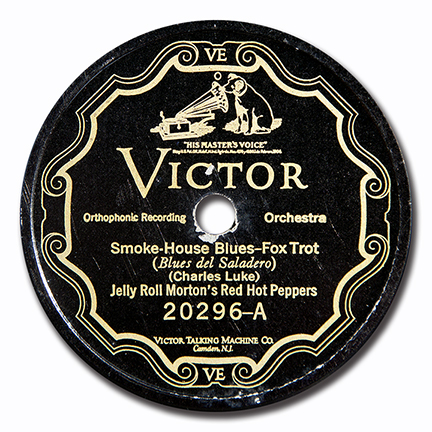 VE
"HIS MASTER'S VOICE"
VICTOR
Orthophonic Recording Orchestra
Smoke-House Blues–Fox Trot
(Blues del Saladero)
(Charles Luke)
Jelly Roll Morton's Red Hot Peppers
20296–A
VICTOR TALKING MACHINE CO.
Camden, N.J.
VE